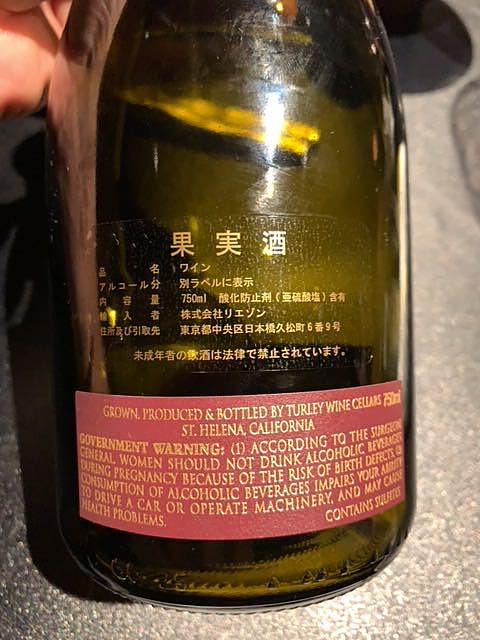 果実酒
品名 ワイン
アルコール分 別ラベルに表示
内容量 750ml 酸化防止剤(亜硫酸塩)含有
輸入者 株式会社リエゾン
住所及び引取先 東京都中央区日本橋久松町6番9号
未成年者の飲酒は法律で禁止されています。
GROWN, PRODUCED & BOTTLED BY TURLEY WINE CELLARS 750ml
ST. HELENA, CALIFORNIA
GOVERNMENT WARNING: (1) ACCORDING TO THE SURGEON
GENERAL, WOMEN SHOULD NOT DRINK ALCOHOLIC BEVERAGES
DURING PREGNANCY BECAUSE OF THE RISK OF BIRTH DEFECTS. (2)
CONSUMPTION OF ALCOHOLIC BEVERAGES IMPAIRS YOUR ABILITY
TO DRIVE A CAR OR OPERATE MACHINERY, AND MAY CAUSE
HEALTH PROBLEMS. CONTAINS SULFITES